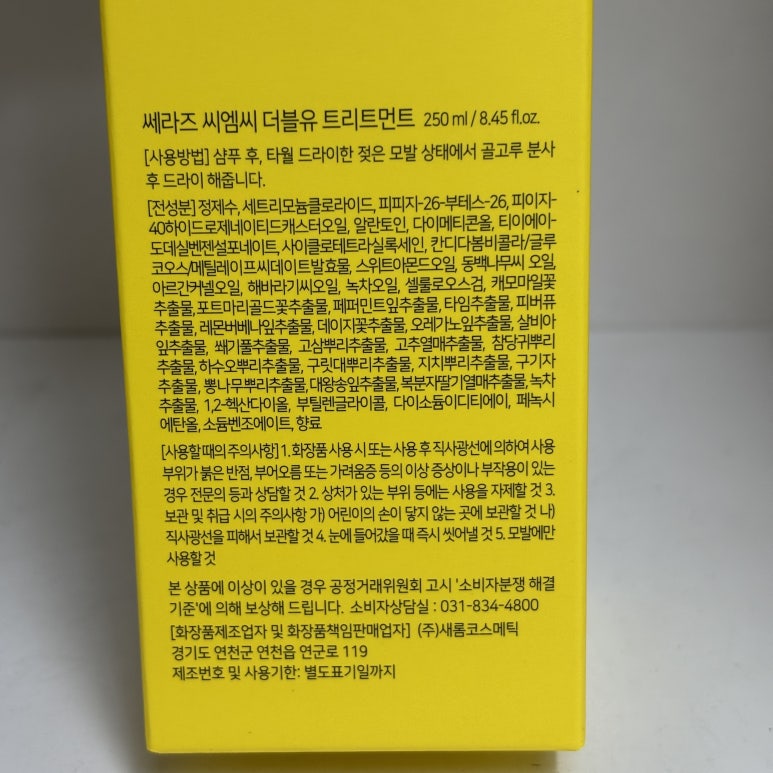 쎄라즈 씨엠씨 더블유 트리트먼트 250 ml / 8.45 fl.oz.
[사용방법] 샴푸 후, 타월 드라이한 젖은 모발 상태에서 골고루 분사
후 드라이 해줍니다.
[전성분] 정제수, 세트리모늄클로라이드, 피피지-26-부테스-26, 피이지-
40하이드로제네이티드캐스터오일, 알란토인, 다이메티콘올, 티이에이-
도데실벤젠설포네이트, 사이클로테트라실록세인, 칸디다봄비콜라/글루
코오스/메틸레이프씨데이트발효물, 스위트아몬드오일, 동백나무씨 오일,
아르간커넬오일, 해바라기씨오일, 녹차오일, 셀룰로오스검, 캐모마일꽃
추출물, 포트마리골드꽃추출물, 페퍼민트잎추출물, 타임추출물, 피버퓨
추출물, 레몬버베나잎추출물, 데이지꽃추출물, 오레가노잎추출물, 살비아
잎추출물, 쐐기풀추출물, 고삼뿌리추출물, 고추열매추출물, 참당귀뿌리
추출물, 하수오뿌리추출물, 구릿대뿌리추출물, 지치뿌리추출물, 구기자
추출물, 뽕나무뿌리추출물, 대왕송잎추출물, 복분자딸기열매추출물, 녹차
추출물, 1,2-헥산다이올, 부틸렌글라이콜, 다이소듐이디티에이, 페녹시
에탄올, 소듐벤조에이트, 향료
[사용할 때의 주의사항] 1. 화장품 사용 시 또는 사용 후 직사광선에 의하여 사용
부위가 붉은 반점, 부어오름 또는 가려움증 등의 이상 증상이나 부작용이 있는
경우 전문의 등과 상담할 것 2. 상처가 있는 부위 등에는 사용을 자제할 것 3.
보관 및 취급 시의 주의사항 가) 어린이의 손이 닿지 않는 곳에 보관할 것 나)
직사광선을 피해서 보관할 것 4. 눈에 들어갔을 때 즉시 씻어낼 것 5. 모발에만
사용할 것
본 상품에 이상이 있을 경우 공정거래위원회 고시 '소비자분쟁 해결
기준'에 의해 보상해 드립니다. 소비자상담실 : 031-834-4800
[화장품제조업자 및 화장품책임판매업자] (주)새롬코스메틱
경기도 연천군 연천읍 연군로 119
제조번호 및 사용기한: 별도표기일까지